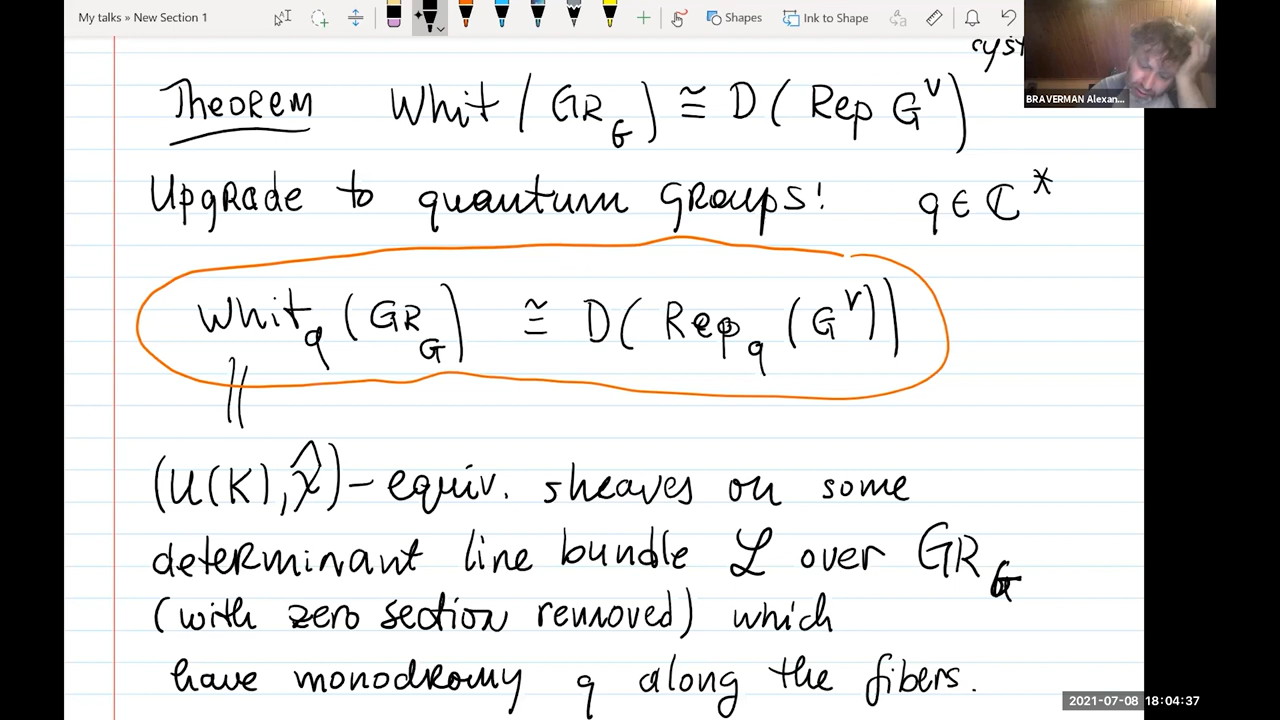 My talks » New Section 1
Shapes
Ink to Shape
BRAVERMAN Alexan...
Theorem Whit(GR_G) ≅ D(Rep G^∨)
Upgrade to quantum groups! q ∈ ℂ^*
Whit_q(GR_G) ≅ D(Rep_q(G^∨))
||
(U(K), χ̂)-equiv. sheaves on some
determinant line bundle ℒ over GR_G
(with zero section removed) which
have monodromy q along the fibers.
2021-07-08 18:04:37